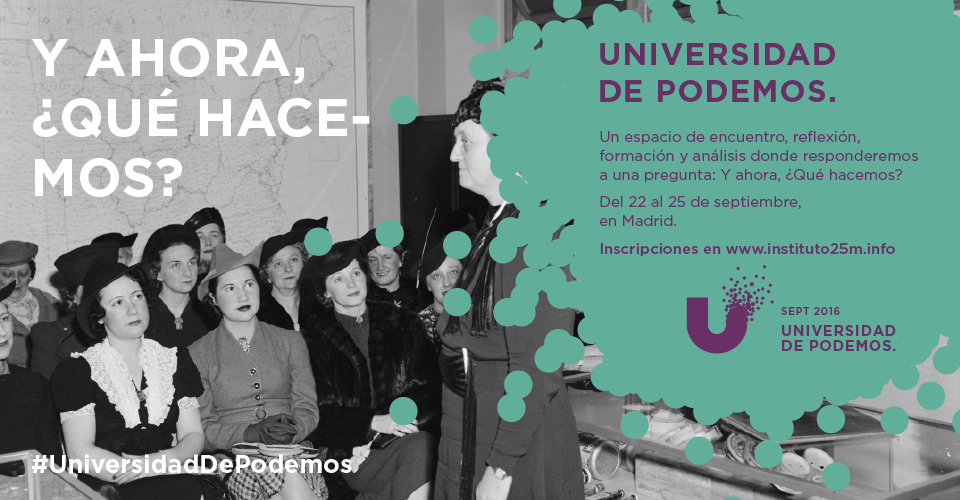 Y AHORA,
¿QUÉ HACE-
MOS?
#UniversidadDePodemos
UNIVERSIDAD
DE PODEMOS.
Un espacio de encuentro, reflexión,
formación y análisis donde responderemos
a una pregunta: Y ahora, ¿Qué hacemos?
Del 22 al 25 de septiembre,
en Madrid.
Inscripciones en www.instituto25m.info
SEPT 2016
UNIVERSIDAD
DE PODEMOS.